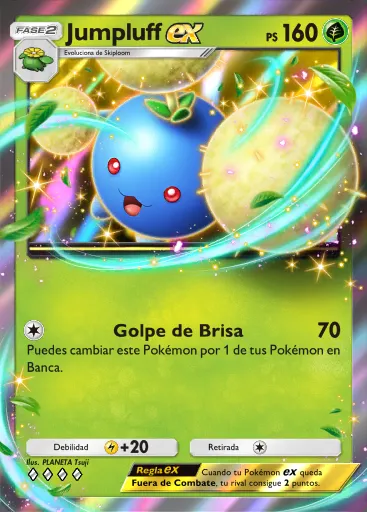 FASE 2 Jumpluff ex PS 160
Evoluciona de Skiploom
Golpe de Brisa 70
Puedes cambiar este Pokémon por 1 de tus Pokémon en
Banca.
Debilidad +20 Retirada
Ilus. PLANETA Tsuji
Regla ex Cuando tu Pokémon ex queda
Fuera de Combate, tu rival consigue 2 puntos.